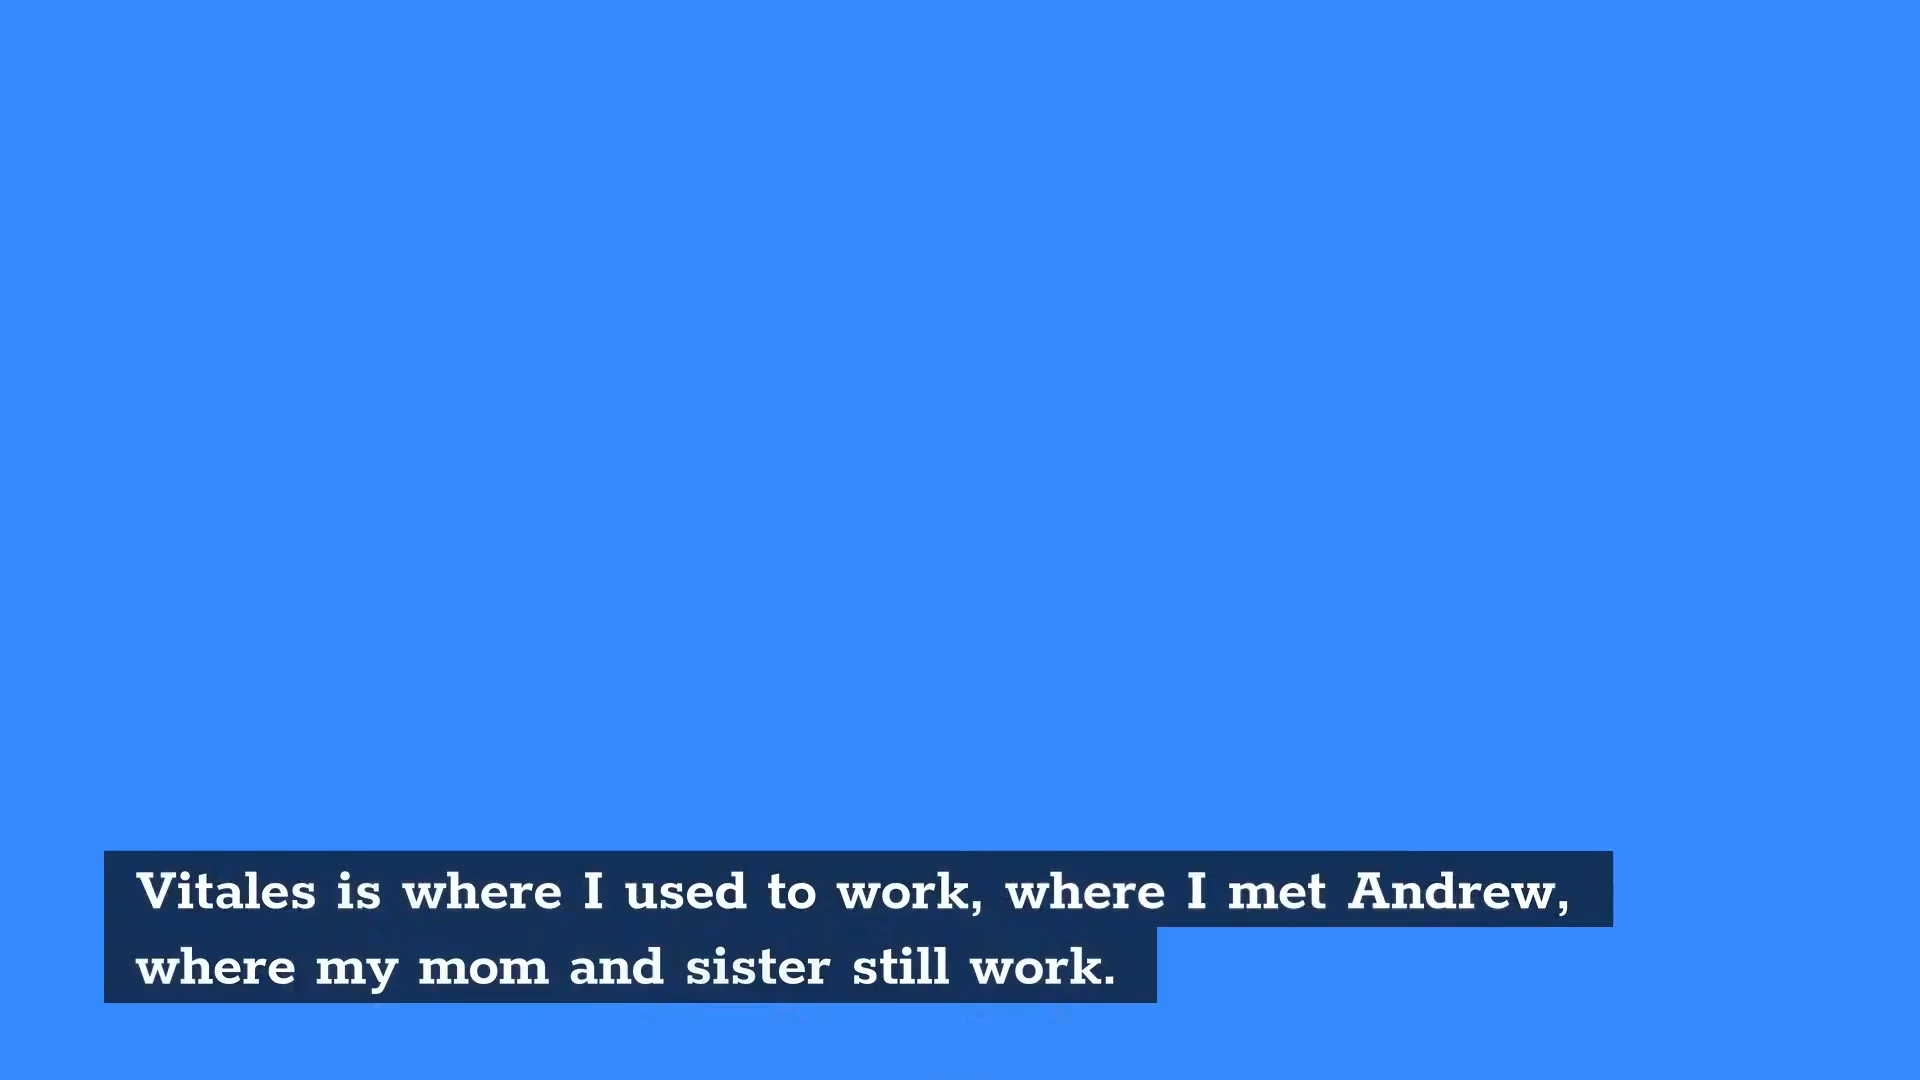 Vitales is where I used to work, where I met Andrew,
where my mom and sister still work.